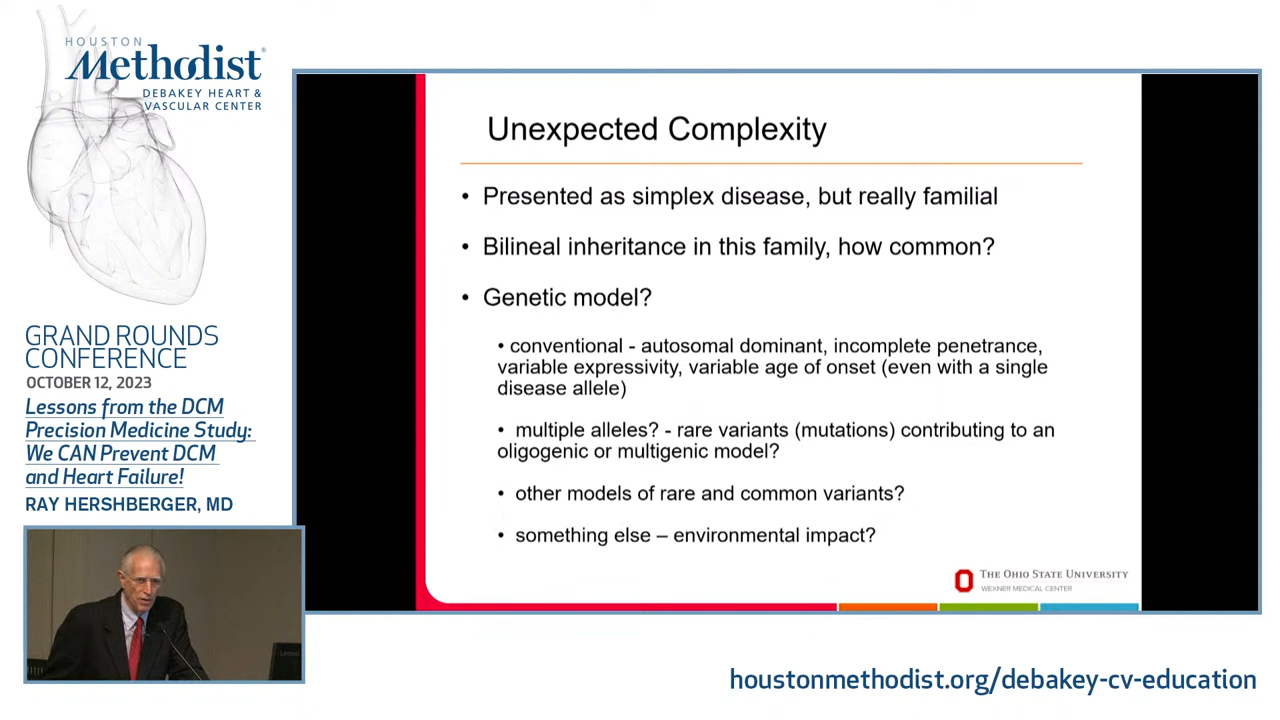 HOUSTON
Methodist®
DEBAKEY HEART &
VASCULAR CENTER
GRAND ROUNDS
CONFERENCE
OCTOBER 12, 2023
Lessons from the DCM
Precision Medicine Study:
We CAN Prevent DCM
and Heart Failure!
RAY HERSHBERGER, MD
Unexpected Complexity
• Presented as simplex disease, but really familial
• Bilineal inheritance in this family, how common?
• Genetic model?
• conventional - autosomal dominant, incomplete penetrance,
variable expressivity, variable age of onset (even with a single
disease allele)
• multiple alleles? - rare variants (mutations) contributing to an
oligogenic or multigenic model?
• other models of rare and common variants?
• something else – environmental impact?
THE OHIO STATE UNIVERSITY
WEXNER MEDICAL CENTER
houstonmethodist.org/debakey-cv-education